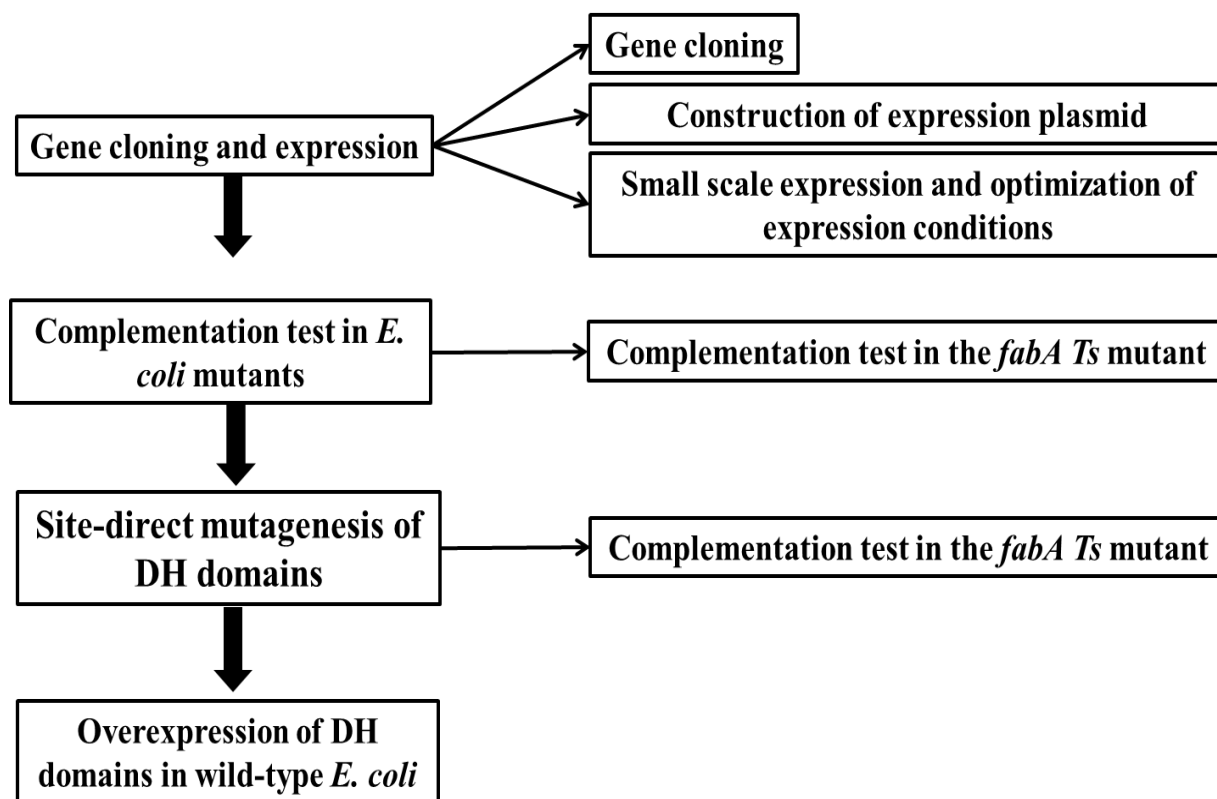 Gene cloning
Construction of expression plasmid
Gene cloning and expression
Small scale expression and optimization of
expression conditions
Complementation test in E.
coli mutants
Complementation test in the fabA Ts mutant
Site-direct mutagenesis of
DH domains
Complementation test in the fabA Ts mutant
Overexpression of DH
domains in wild-type E. coli